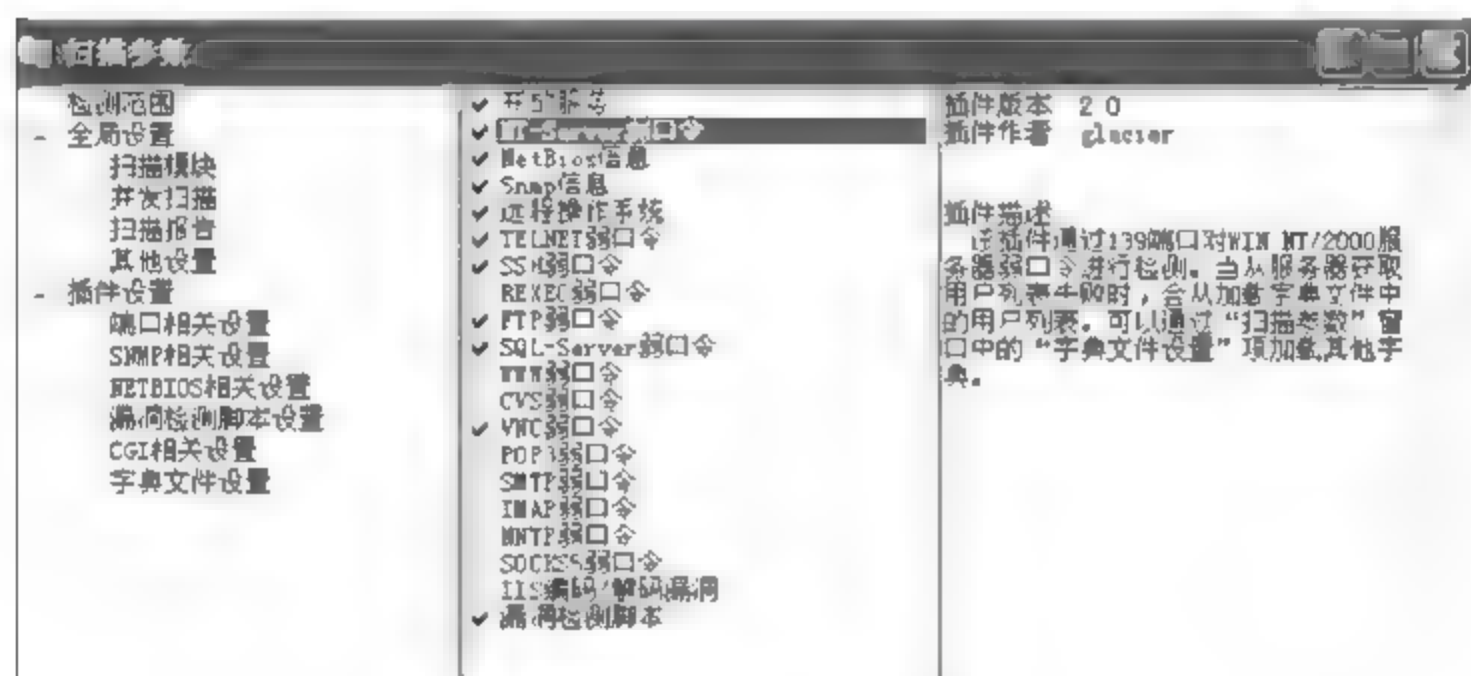 扫描参数
检测范围
- 全局设置
扫描模块
并发扫描
扫描报告
其他设置
- 插件设置
端口相关设置
SNMP相关设置
NETBIOS相关设置
漏洞检测脚本设置
CGI相关设置
字典文件设置
✔ 开放服务
✔ NT-Server弱口令
✔ NetBios信息
✔ Snmp信息
✔ 远程操作系统
✔ TELNET弱口令
✔ SSH弱口令
REXEC弱口令
✔ FTP弱口令
✔ SQL-Server弱口令
WWW弱口令
CVS弱口令
✔ VNC弱口令
POP3弱口令
SMTP弱口令
IMAP弱口令
NNTP弱口令
SOCKS5弱口令
IIS编码/解码漏洞
✔ 漏洞检测脚本
插件版本 2.0
插件作者 glacier
插件描述
该插件通过139端口对WIN NT/2000服
务器弱口令进行检测。当从服务器获取
用户列表失败时，会从加载字典文件中
的用户列表。可以通过“扫描参数”窗
口中的“字典文件设置”项加载其他字
典。